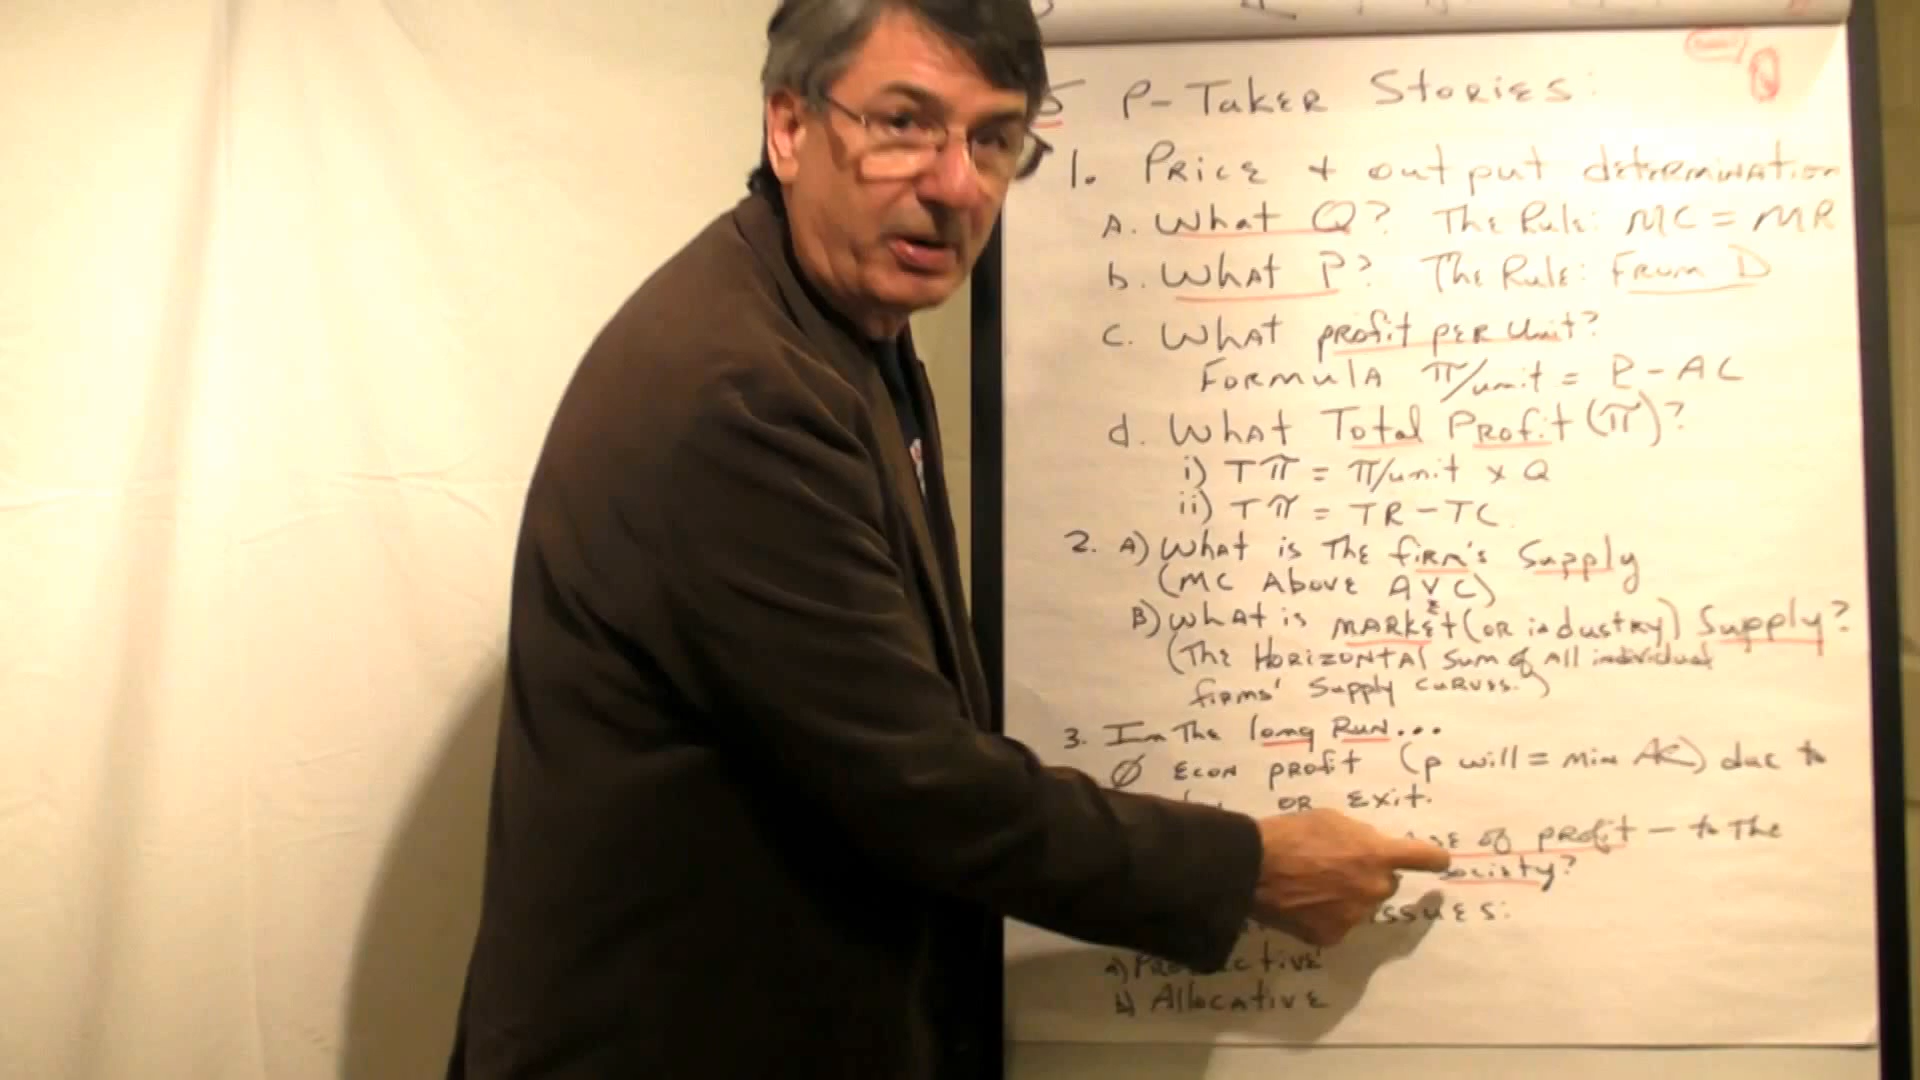 5 P-Taker Stories:
1. Price + output determination
A. What Q? The Rule: MC = MR
b. What P? The Rule: From D
c. What profit per unit?
Formula π/unit = P - AC
d. What Total Profit (π)?
i) Tπ = π/unit x Q
ii) Tπ = TR - TC
2. A) What is The firm's Supply
(MC Above AVC)
B) What is MARKET (OR industry) Supply?
(The Horizontal sum of All individual
firms' Supply curves.)
3. In The long Run...
Ø Econ profit (p will = min AC) due to
OR Exit.
of profit - to The
Society?
issues:
a) Productive
b) Allocative